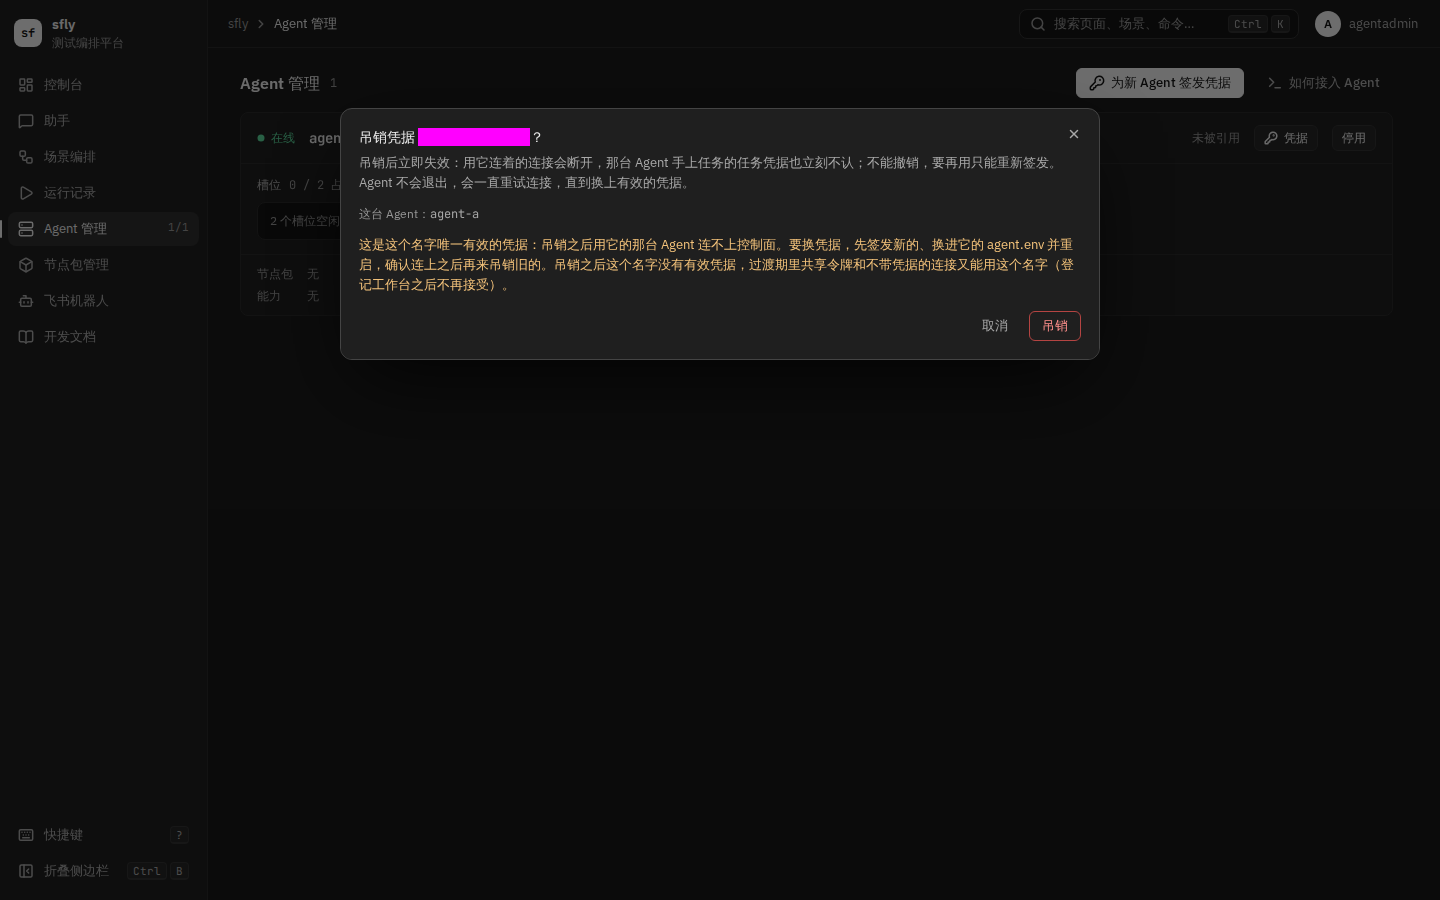 sf
sfly
测试编排平台
控制台
助手
场景编排
运行记录
Agent 管理 1/1
节点包管理
飞书机器人
开发文档
快捷键 ?
折叠侧边栏 Ctrl B
sfly > Agent 管理
搜索页面、场景、命令... Ctrl K
A agentadmin
Agent 管理 1
为新 Agent 签发凭据
如何接入 Agent
在线
未被引用 凭据 停用
槽位 0 / 2 占
2 个槽位空闲
节点包 无
能力 无
吊销凭据 ？
吊销后立即失效：用它连着的连接会断开，那台 Agent 手上任务的任务凭据也立刻不认；不能撤销，要再用只能重新签发。
Agent 不会退出，会一直重试连接，直到换上有效的凭据。
这台 Agent：agent-a
这是这个名字唯一有效的凭据：吊销之后用它的那台 Agent 连不上控制面。要换凭据，先签发新的、换进它的 agent.env 并重
启，确认连上之后再来吊销旧的。吊销之后这个名字没有有效凭据，过渡期里共享令牌和不带凭据的连接又能用这个名字（登
记工作台之后不再接受）。
取消 吊销